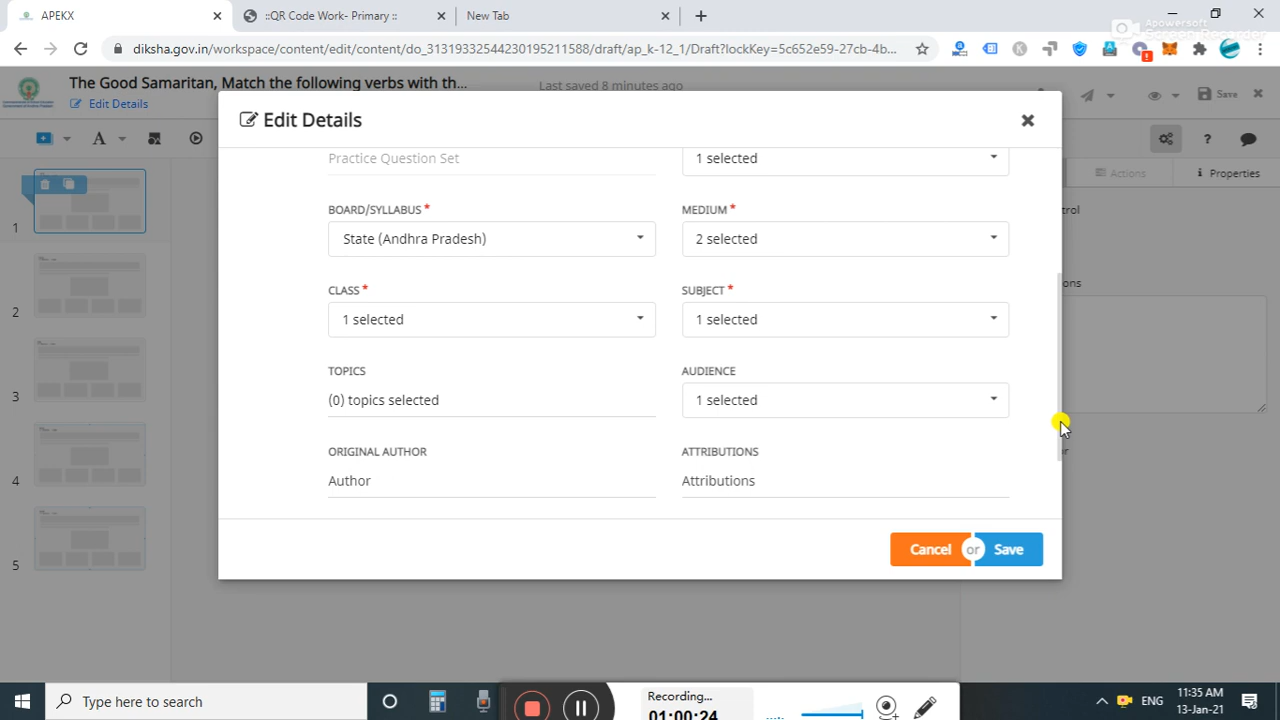 APEKX
::QR Code Work- Primary ::
New Tab
Apowersoft
Screen Recorder
diksha.gov.in/workspace/content/edit/content/do_31319332544230195211588/draft/ap_k-12_1/Draft?lockKey=5c652e59-27cb-4b...
The Good Samaritan, Match the following verbs with th...
Last saved 8 minutes ago
Edit Details
Save
Edit Details
Actions
Properties
Practice Question Set
1 selected
trol
BOARD/SYLLABUS *
MEDIUM *
State (Andhra Pradesh)
2 selected
CLASS *
SUBJECT *
ons
1 selected
1 selected
TOPICS
AUDIENCE
(0) topics selected
1 selected
ORIGINAL AUTHOR
ATTRIBUTIONS
Author
Attributions
Cancel or Save
1
2
3
4
5
Type here to search
Recording...
01:00:24
ENG
11:35 AM
13-Jan-21